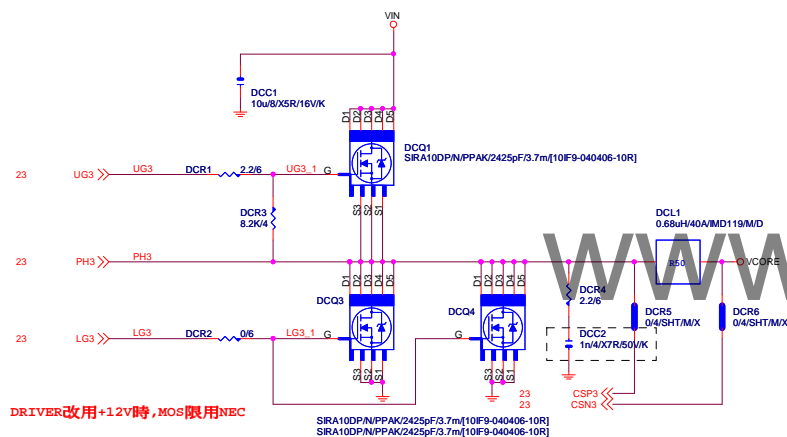 VIN
DCC1
10u/8/X5R/16V/K
D1 D2 D3 D4 D5
DCQ1
SIRA10DP/N/PPAK/2425pF/3.7m/[10IF9-040406-10R]
23 UG3 UG3 DCR1 2.2/6 UG3_1 G
S3 S2 S1
DCR3
8.2K/4
WWW
DCL1
0.68uH/40A/IMD119/M/D
23 PH3 PH3
R50
VCORE
D1 D2 D3 D4 D5
D1 D2 D3 D4 D5
DCQ3
DCQ4
DCR4
2.2/6
DCR5
0/4/SHT/M/X
DCR6
0/4/SHT/M/X
23 LG3 LG3 DCR2 0/6 LG3_1 G
G
DCC2
1n/4/X7R/50V/K
S3 S2 S1
S3 S2 S1
23 CSP3
23 CSN3
DRIVER改用+12V時,MOS限用NEC
SIRA10DP/N/PPAK/2425pF/3.7m/[10IF9-040406-10R]
SIRA10DP/N/PPAK/2425pF/3.7m/[10IF9-040406-10R]